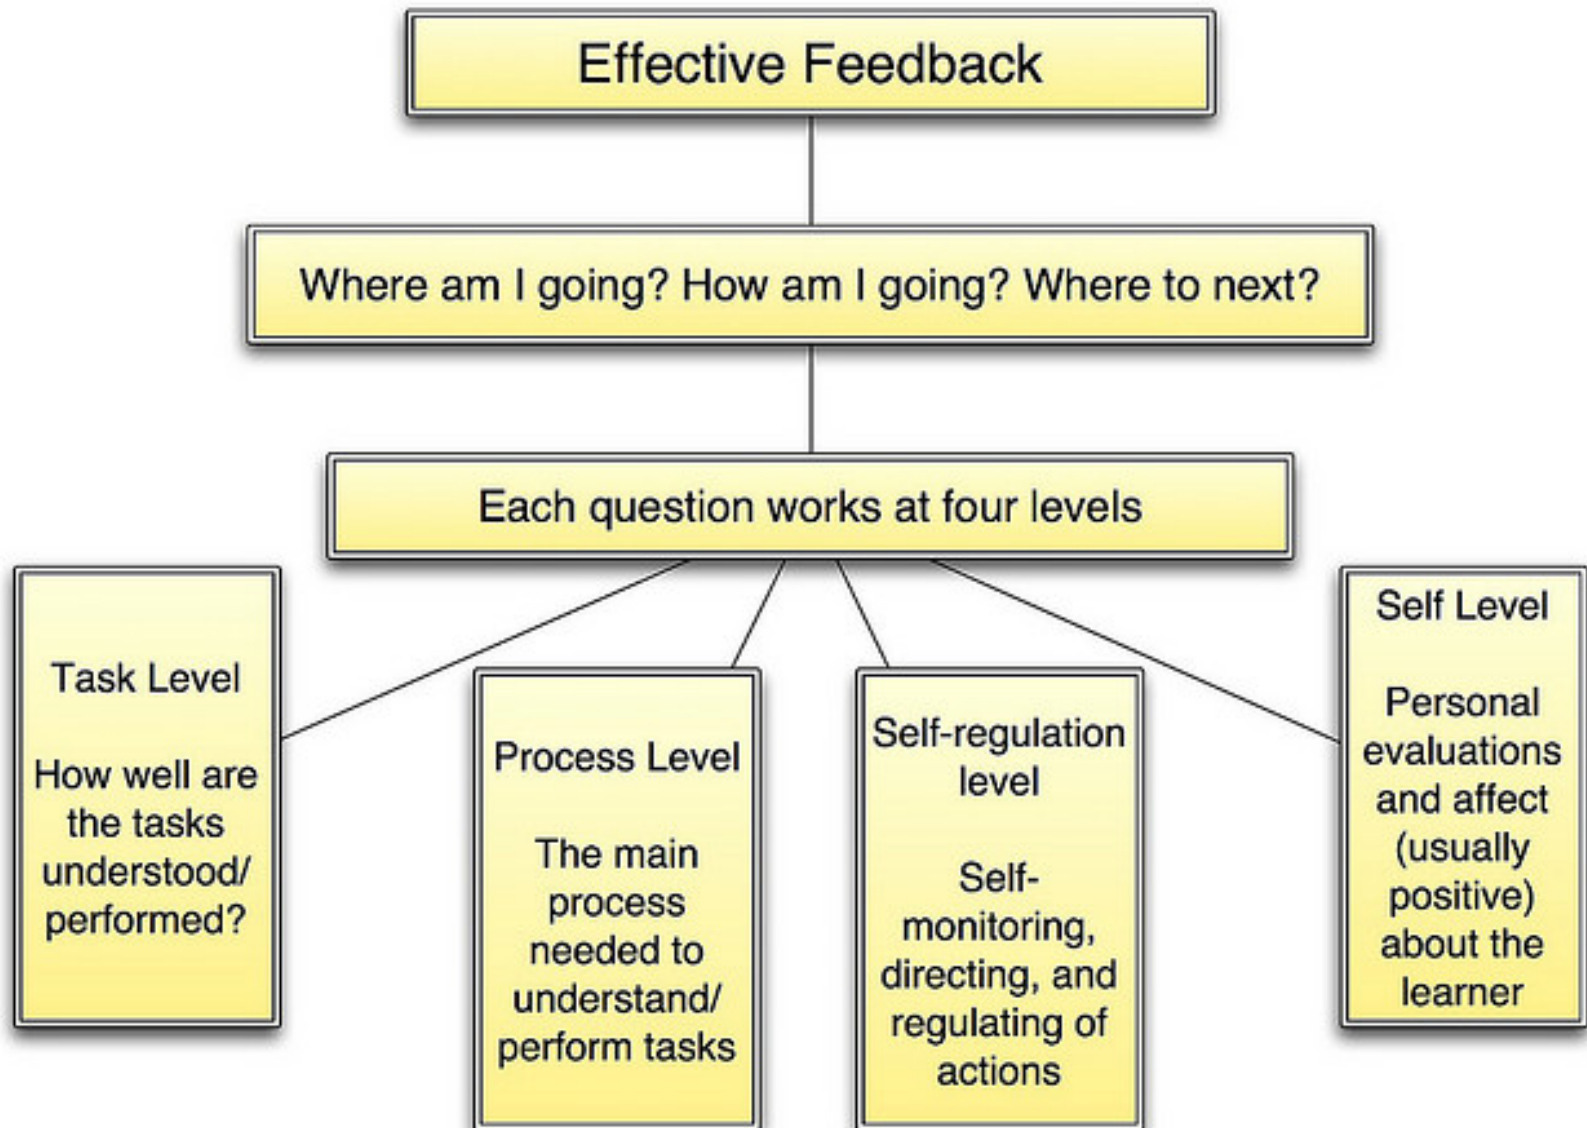 Effective Feedback
Where am I going? How am I going? Where to next?
Each question works at four levels
Task Level
How well are
the tasks
understood/
performed?
Process Level
The main
process
needed to
understand/
perform tasks
Self-regulation
level
Self-
monitoring,
directing, and
regulating of
actions
Self Level
Personal
evaluations
and affect
(usually
positive)
about the
learner